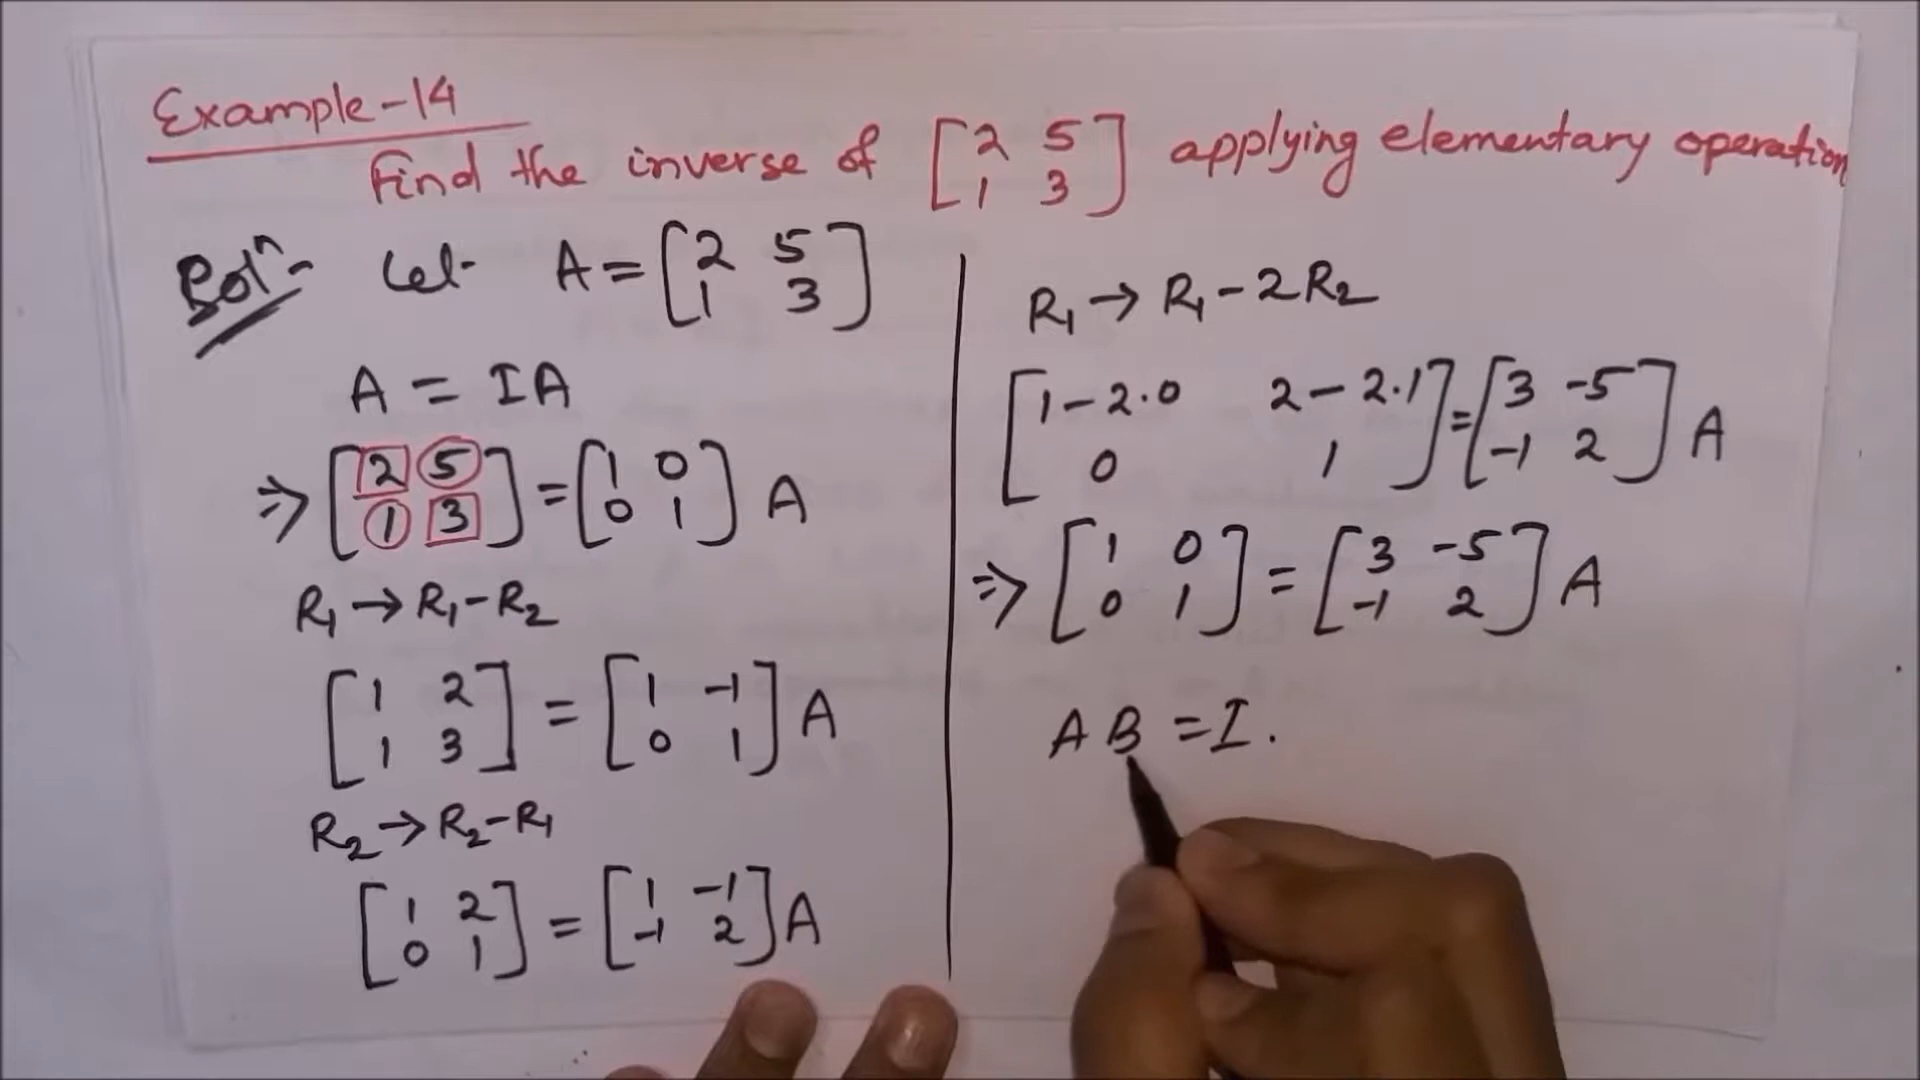 Example-14
Find the inverse of [2 5
1 3] applying elementary operation
Solⁿ- Let A = [2 5
1 3]
A = IA
⇒ [2 5
1 3] = [1 0
0 1] A
R₁ → R₁ - R₂
[1 2
1 3] = [1 -1
0 1] A
R₂ → R₂ - R₁
[1 2
0 1] = [1 -1
-1 2] A
R₁ → R₁ - 2R₂
[1-2.0 2-2.1
0 1] = [3 -5
-1 2] A
⇒ [1 0
0 1] = [3 -5
-1 2] A
AB = I.